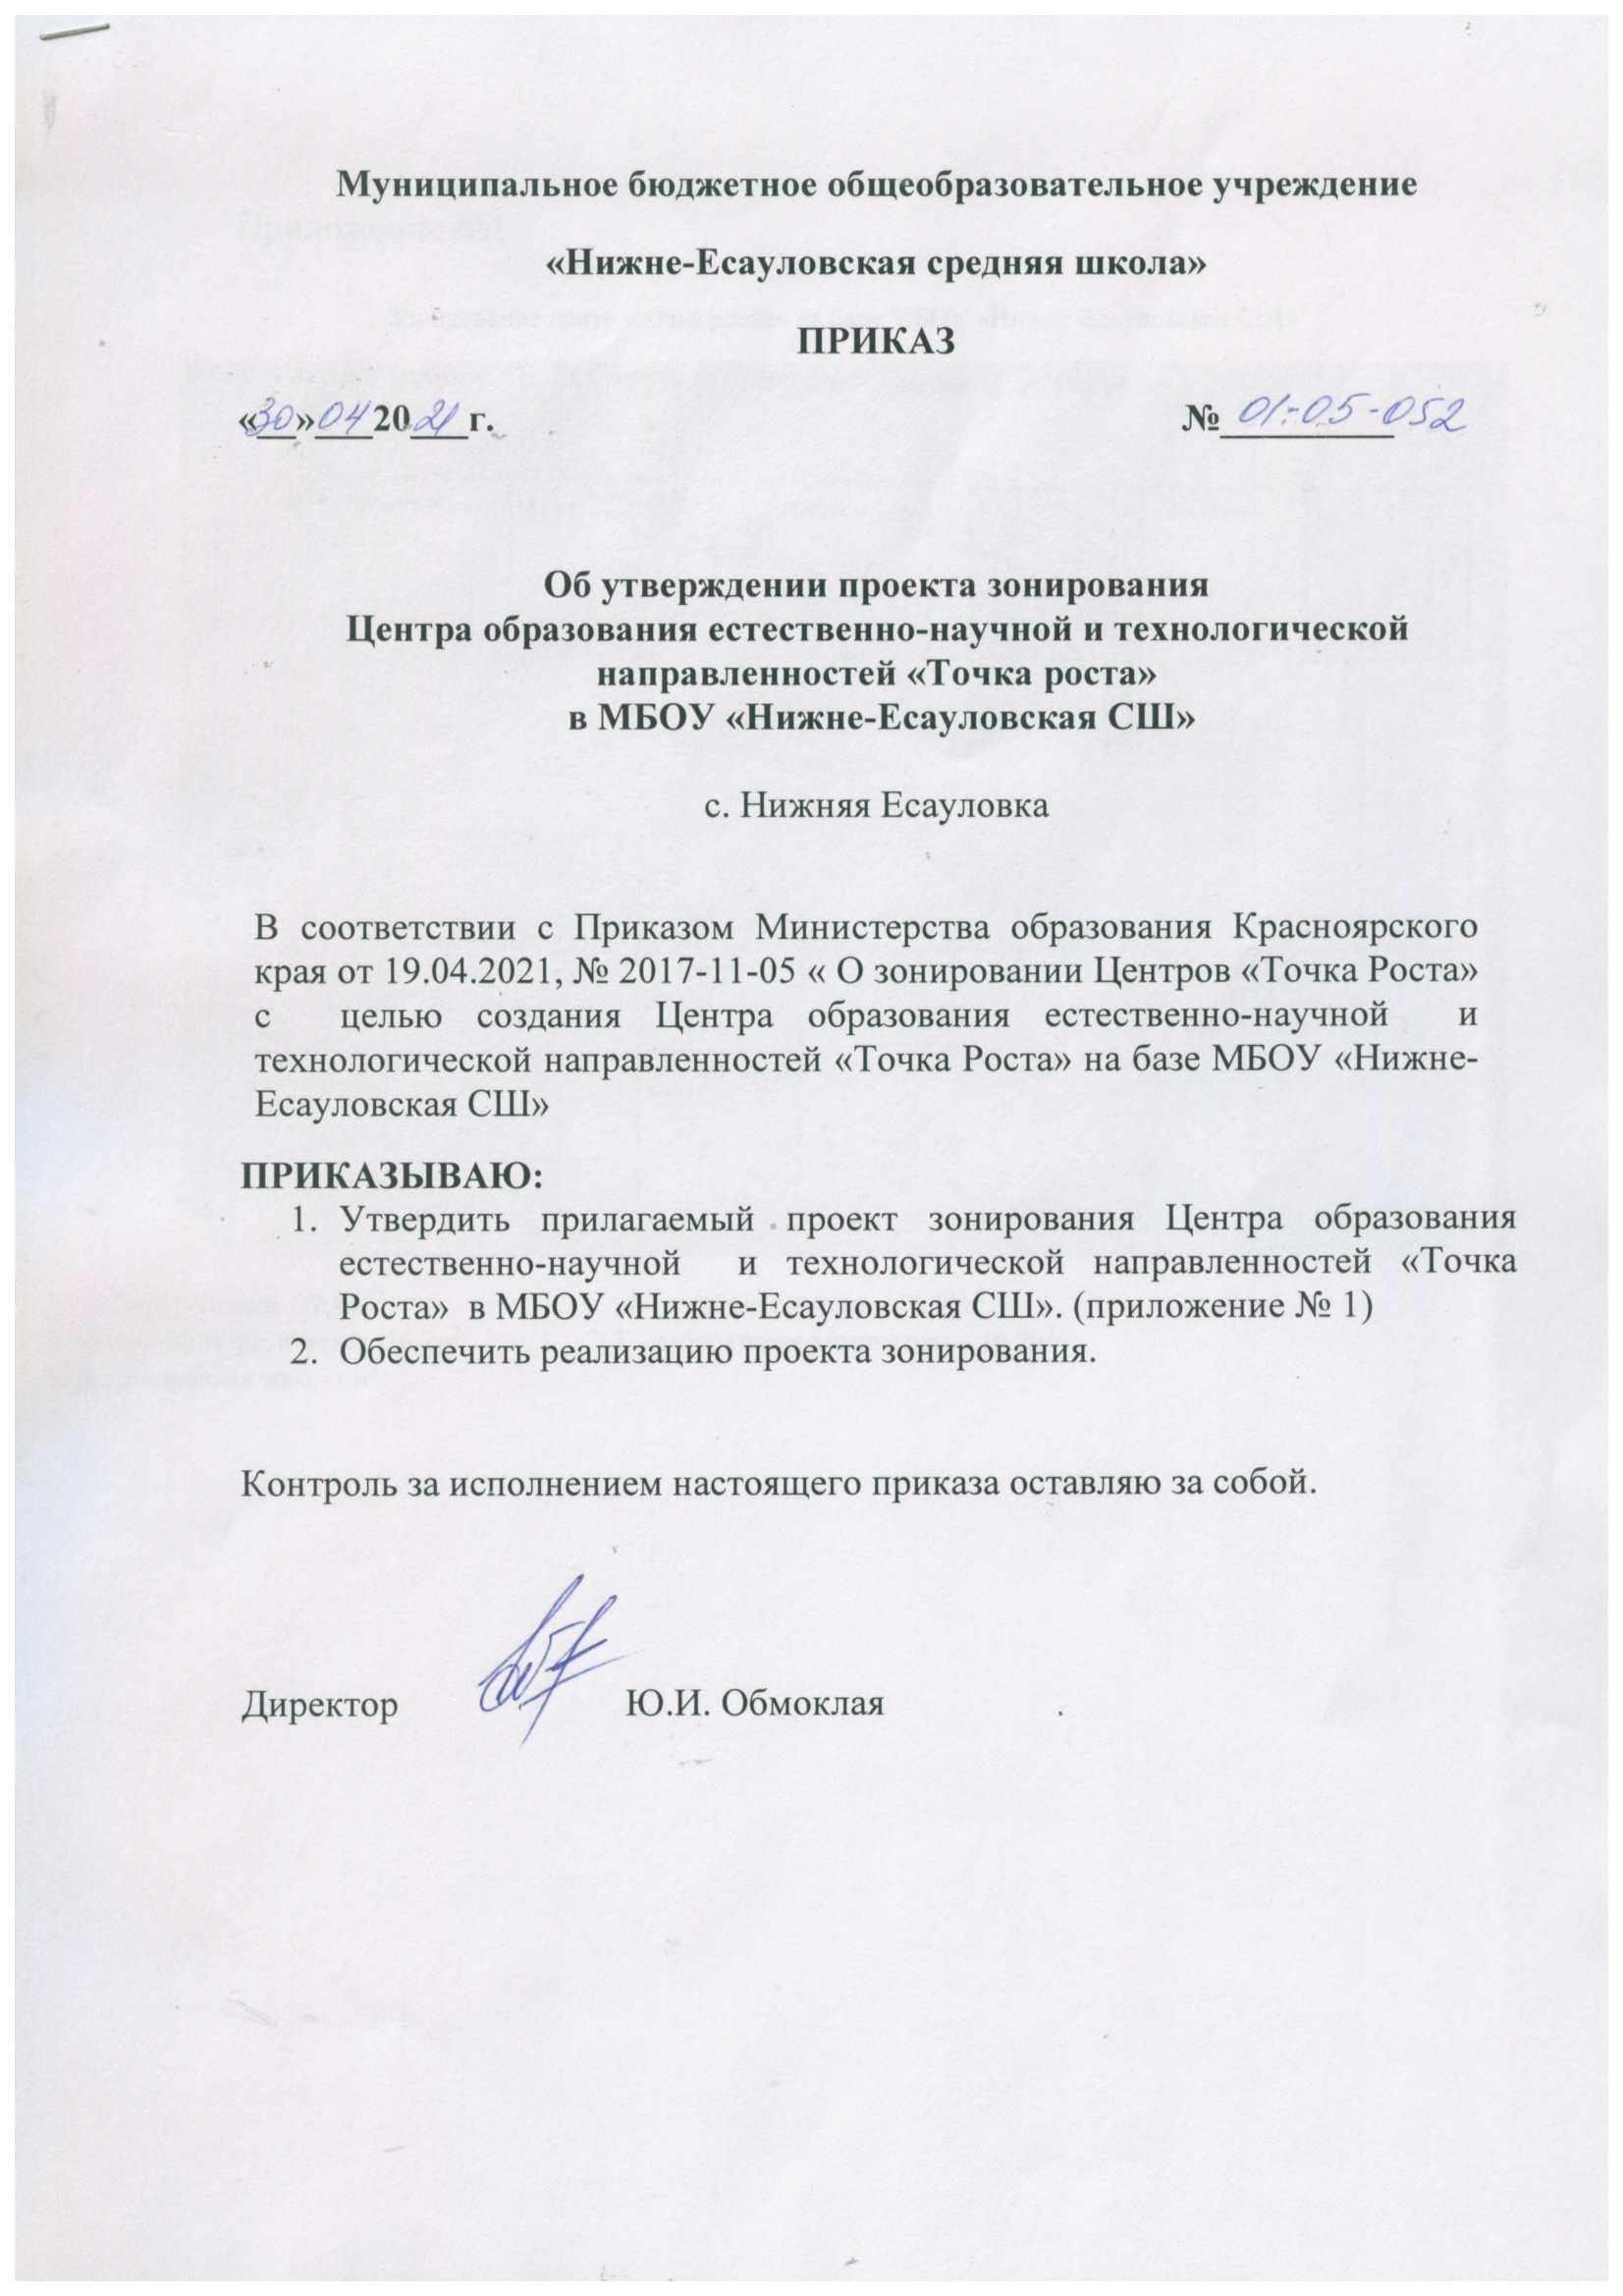 Муниципальное бюджетное общеобразовательное учреждение
«Нижне-Есауловская средняя школа»
ПРИКАЗ
«30» 04 2021 г. № 01-05-052
Об утверждении проекта зонирования
Центра образования естественно-научной и технологической
направленностей «Точка роста»
в МБОУ «Нижне-Есауловская СШ»
с. Нижняя Есауловка
В соответствии с Приказом Министерства образования Красноярского
края от 19.04.2021, № 2017-11-05 « О зонировании Центров «Точка Роста»
с целью создания Центра образования естественно-научной и
технологической направленностей «Точка Роста» на базе МБОУ «Нижне-
Есауловская СШ»
ПРИКАЗЫВАЮ:
1. Утвердить прилагаемый проект зонирования Центра образования
естественно-научной и технологической направленностей «Точка
Роста» в МБОУ «Нижне-Есауловская СШ». (приложение № 1)
2. Обеспечить реализацию проекта зонирования.
Контроль за исполнением настоящего приказа оставляю за собой.
Директор Ю.И. Обмоклая